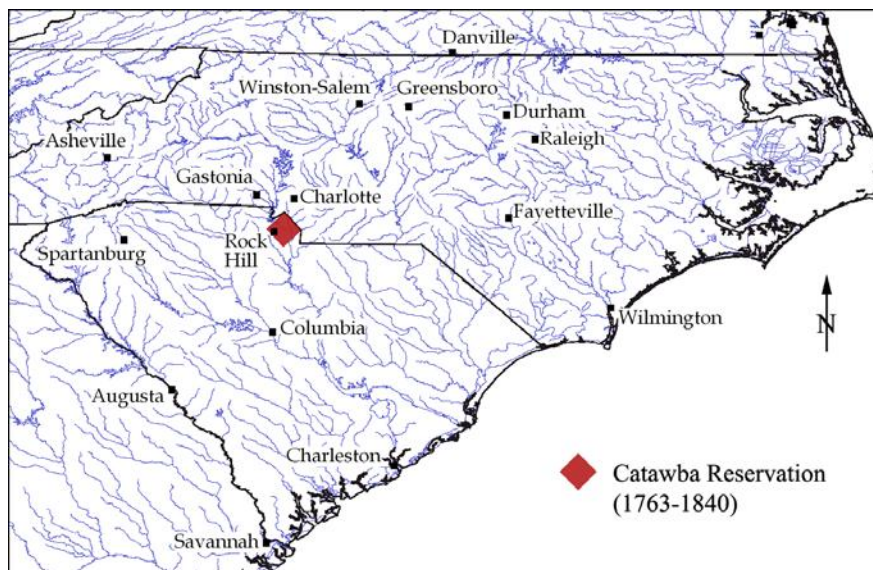 Danville
Winston-Salem
Greensboro
Durham
Raleigh
Asheville
Gastonia
Charlotte
Fayetteville
Rock
Hill
Spartanburg
Wilmington
N
Columbia
Augusta
Charleston
Catawba Reservation
(1763-1840)
Savannah